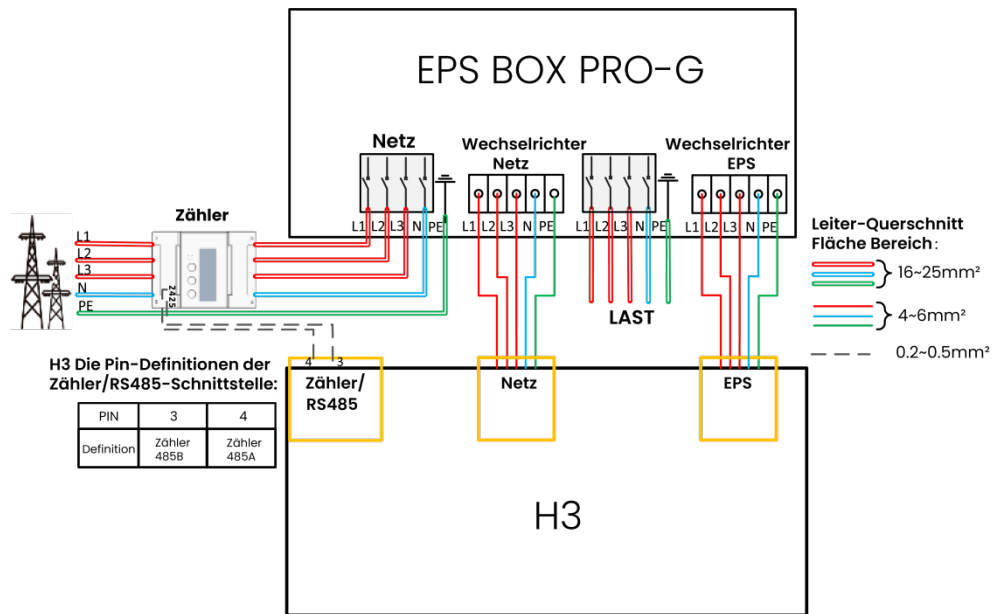 EPS BOX PRO-G
Netz
Wechselrichter
Netz
Wechselrichter
EPS
L1 L2 L3 N PE
L1 L2 L3 N PE
L1 L2 L3 N PE
L1 L2 L3 N PE
Zähler
L1
L2
L3
N
PE
2425
LAST
Leiter-Querschnitt
Fläche Bereich:
16~25mm²
4~6mm²
0.2~0.5mm²
H3 Die Pin-Definitionen der
Zähler/RS485-Schnittstelle:
PIN 3 4
Definition Zähler 485B Zähler 485A
4 3
Zähler/
RS485
Netz
EPS
H3